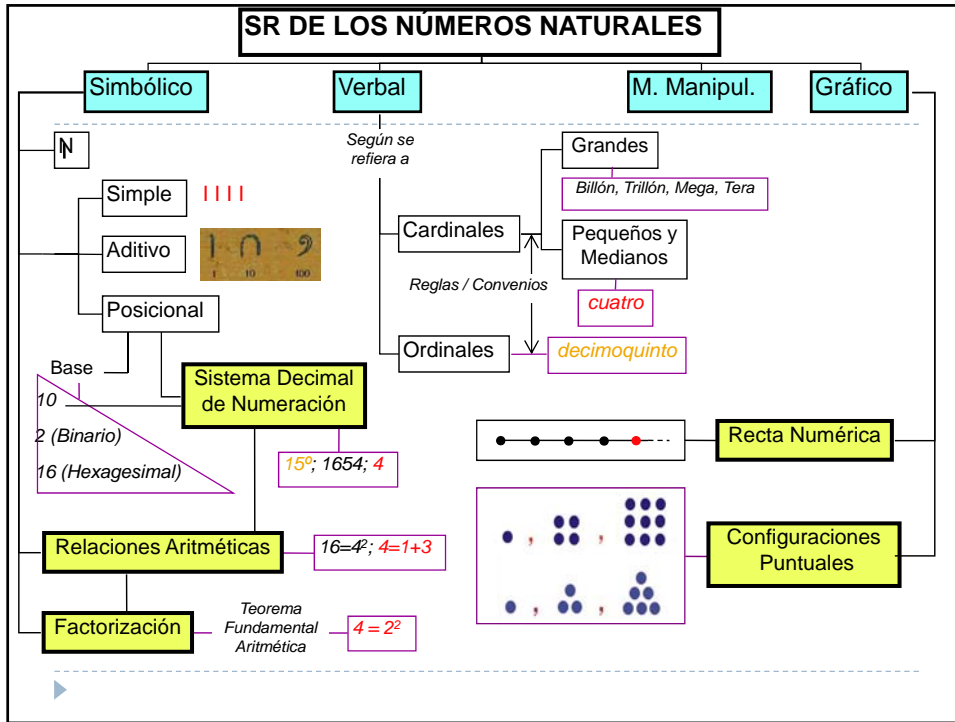 SR DE LOS NÚMEROS NATURALES
Simbólico
Verbal
M. Manipul.
Gráfico
ℕ
Simple
I I I I
Aditivo
1 10 100
Posicional
Base
10
2 (Binario)
16 (Hexagesimal)
Sistema Decimal
de Numeración
15º; 1654; 4
Relaciones Aritméticas
16=4²; 4=1+3
Factorización
Teorema
Fundamental
Aritmética
4 = 2²
Según se
refiera a
Cardinales
Reglas / Convenios
Ordinales
decimoquinto
Grandes
Billón, Trillón, Mega, Tera
Pequeños y
Medianos
cuatro
Recta Numérica
, ,
Configuraciones
Puntuales
, ,